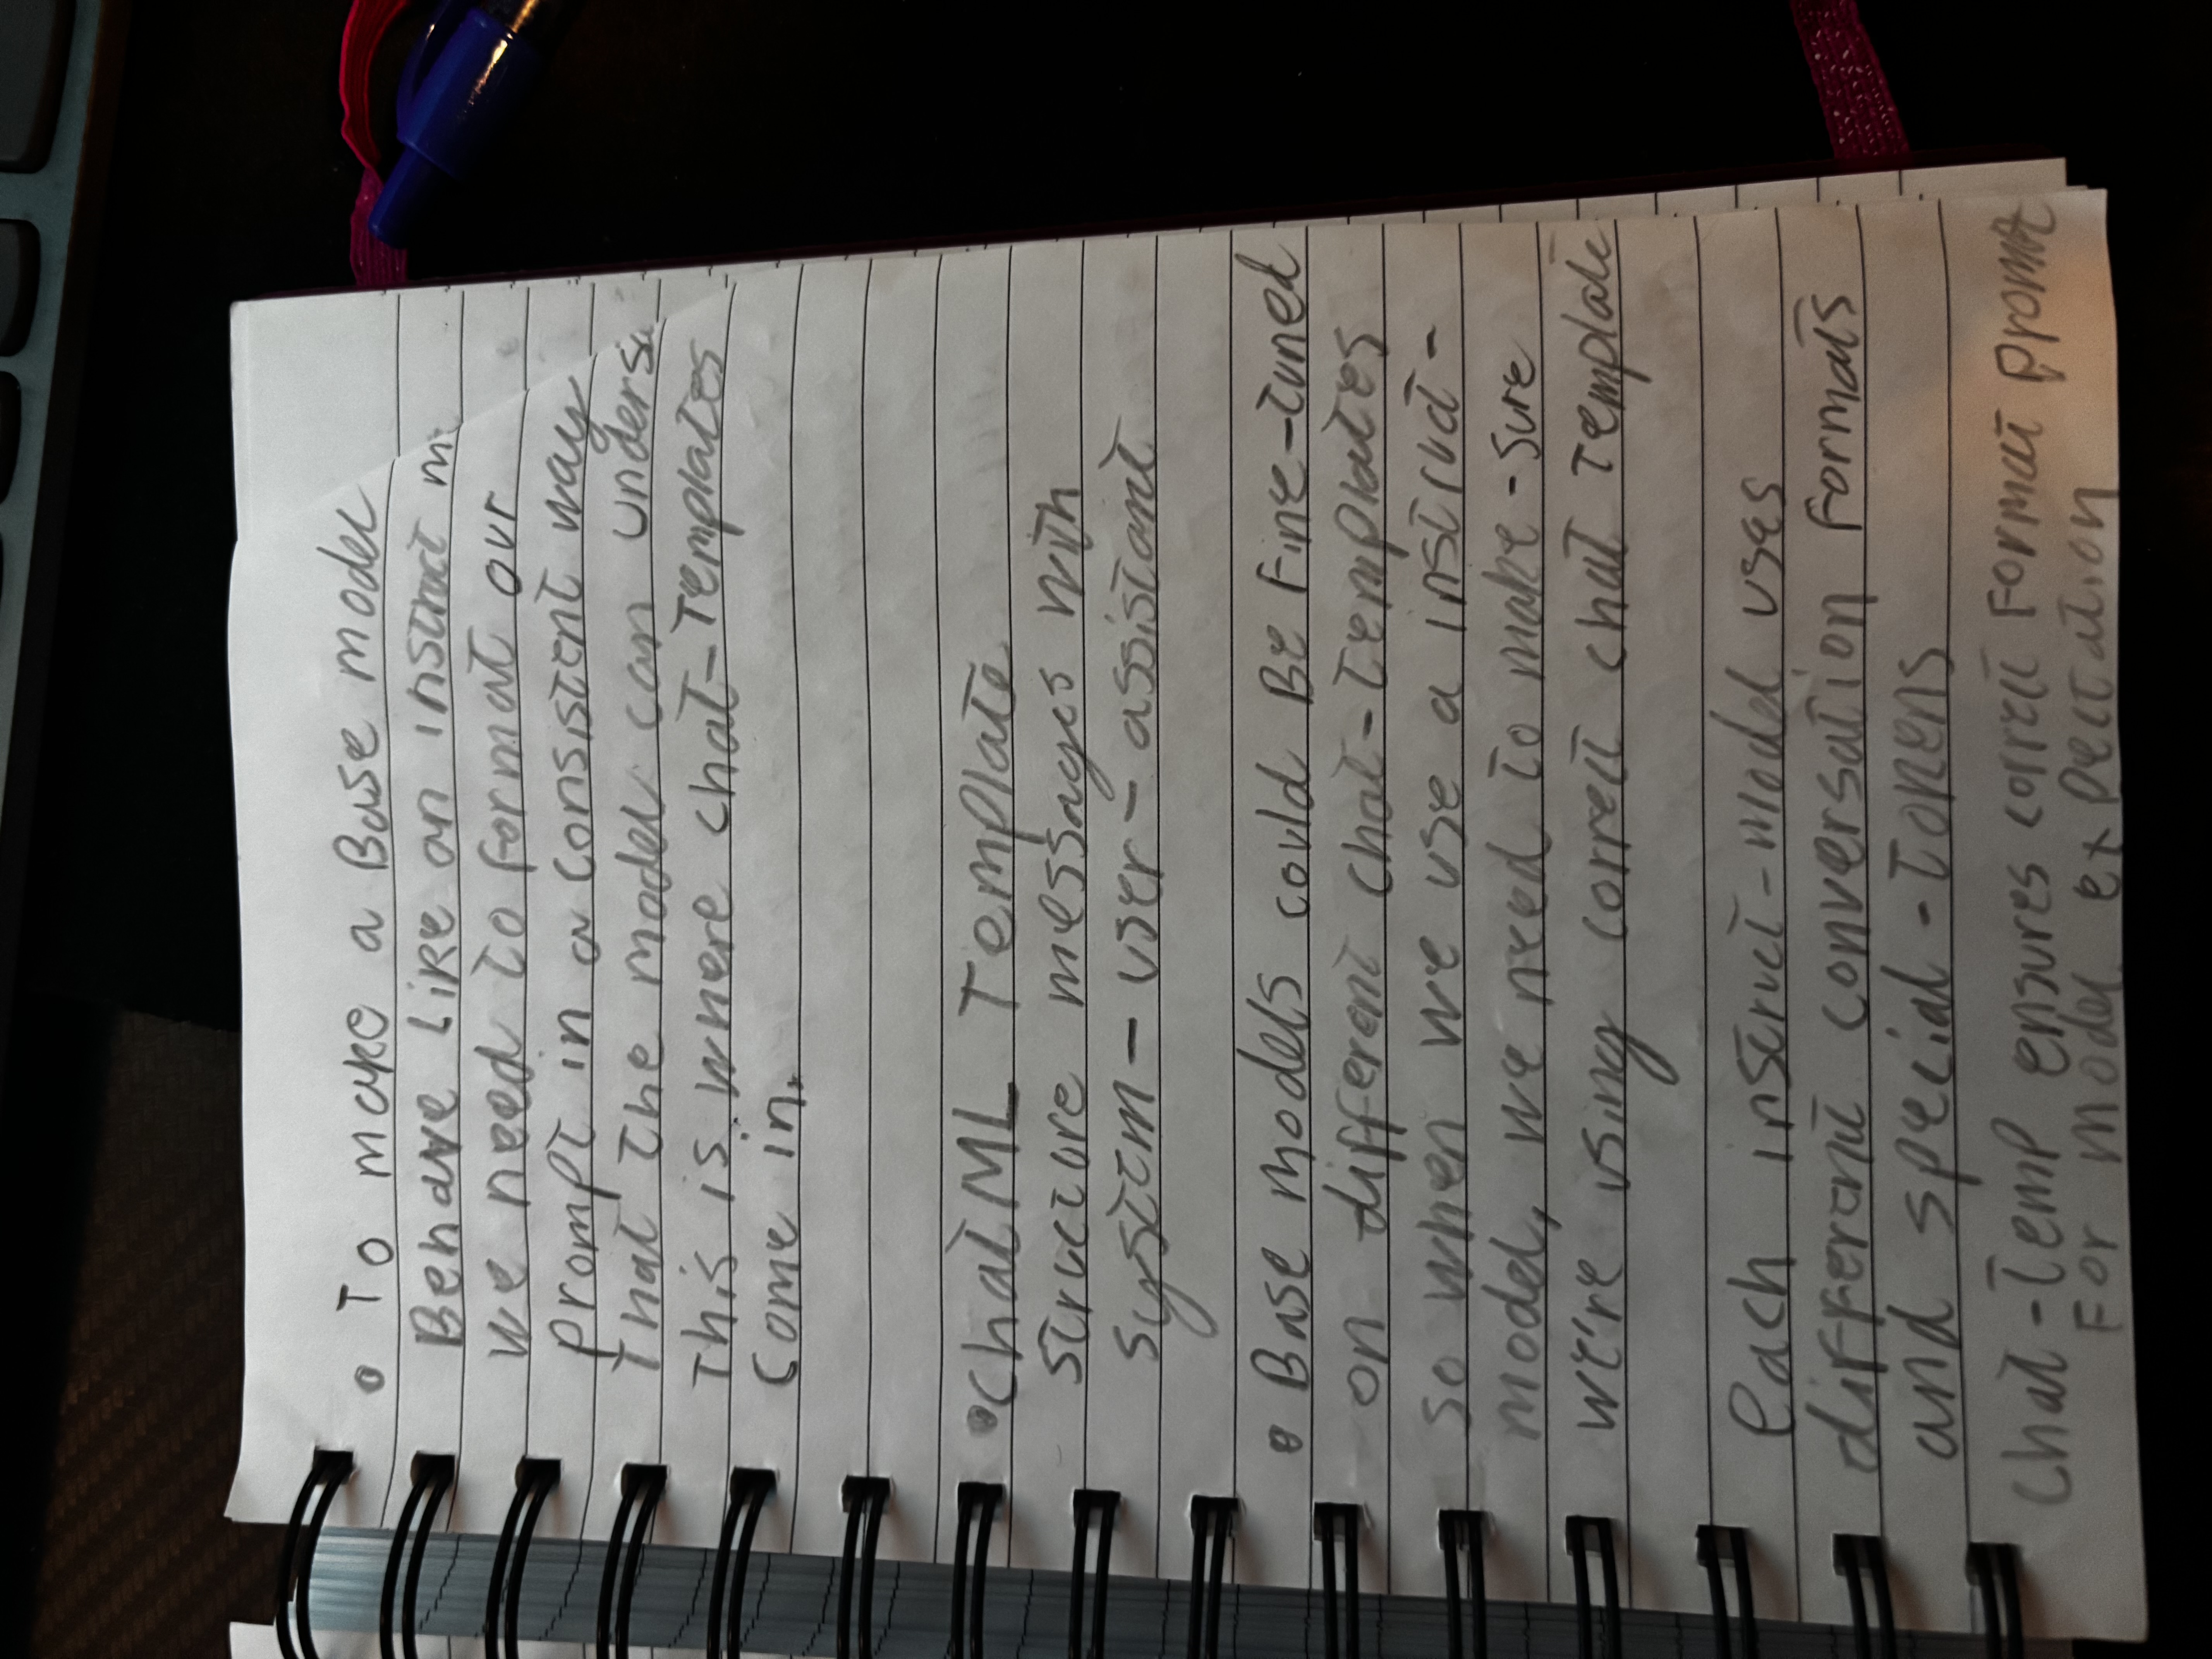 • To make a Base model
Behave like an instruct m
we need to format our
prompt in a consistent way
that the model can unders
This is where chat-templates
come in.
• ChatML Template
structure messages with
system - user - assistant
• Base models could Be Fine-tuned
on different chat-templates
so when we use a instruct-
model, we need to make-sure
we're using correct chat template
each instruct-model uses
different conversation formats
and special-tokens
chat-temp ensures correct Format prompt
For model expectation